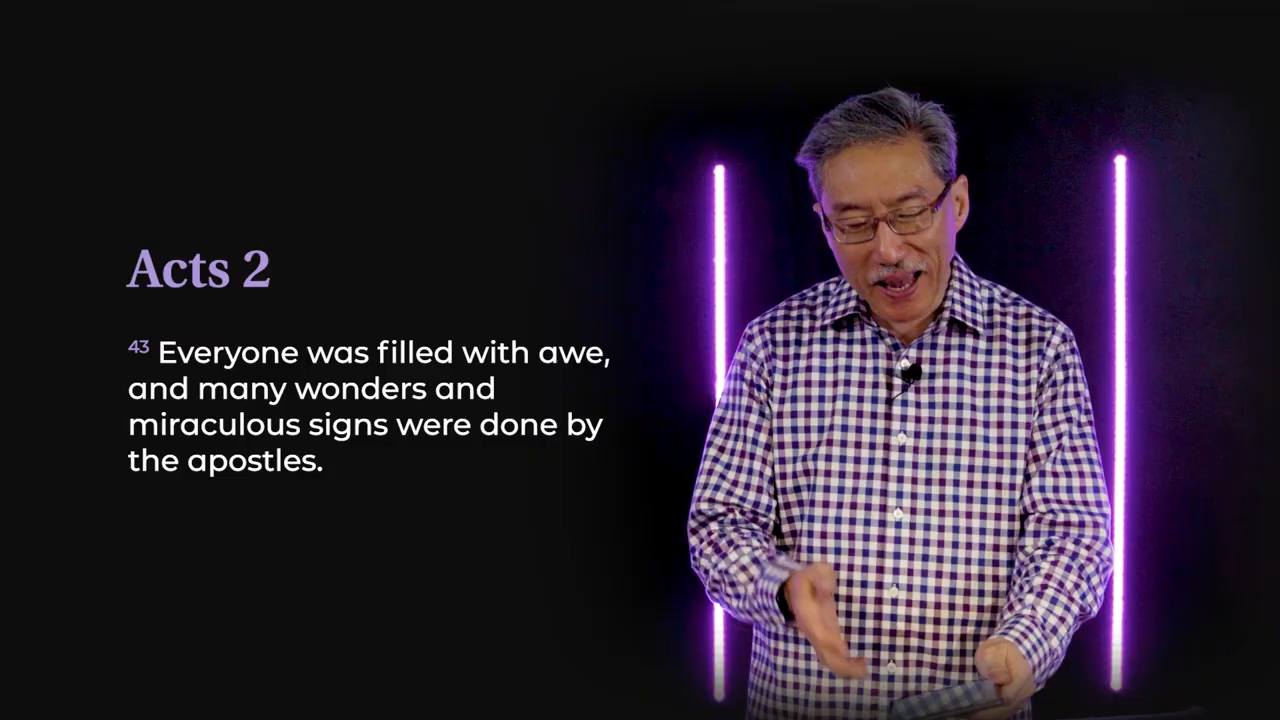 Acts 2
43 Everyone was filled with awe,
and many wonders and
miraculous signs were done by
the apostles.